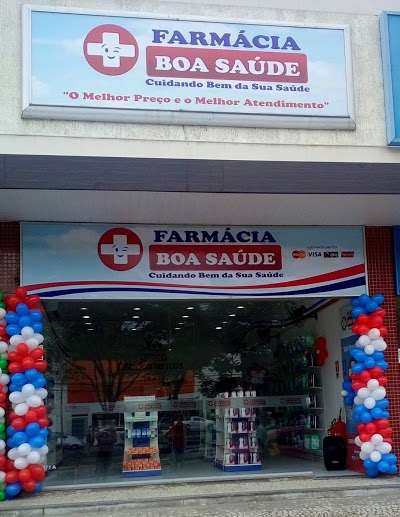 FARMÁCIA
BOA SAÚDE
Cuidando Bem da Sua Saúde
"O Melhor Preço e o Melhor Atendimento"
FARMÁCIA
BOA SAÚDE
Cuidando Bem da Sua Saúde
VISA